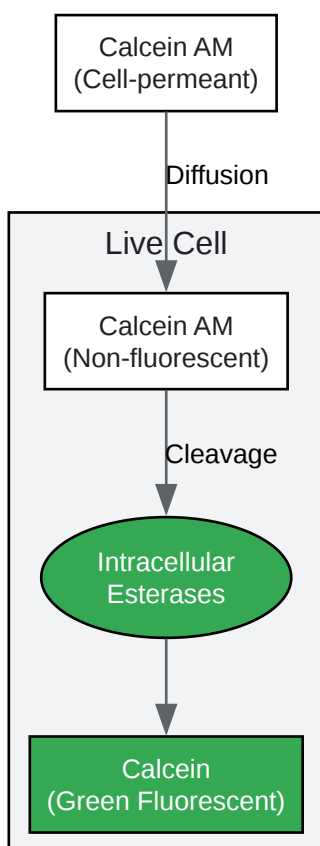 Calcein AM
(Cell-permeant)
Diffusion
Live Cell
Calcein AM
(Non-fluorescent)
Cleavage
Intracellular
Esterases
Calcein
(Green Fluorescent)